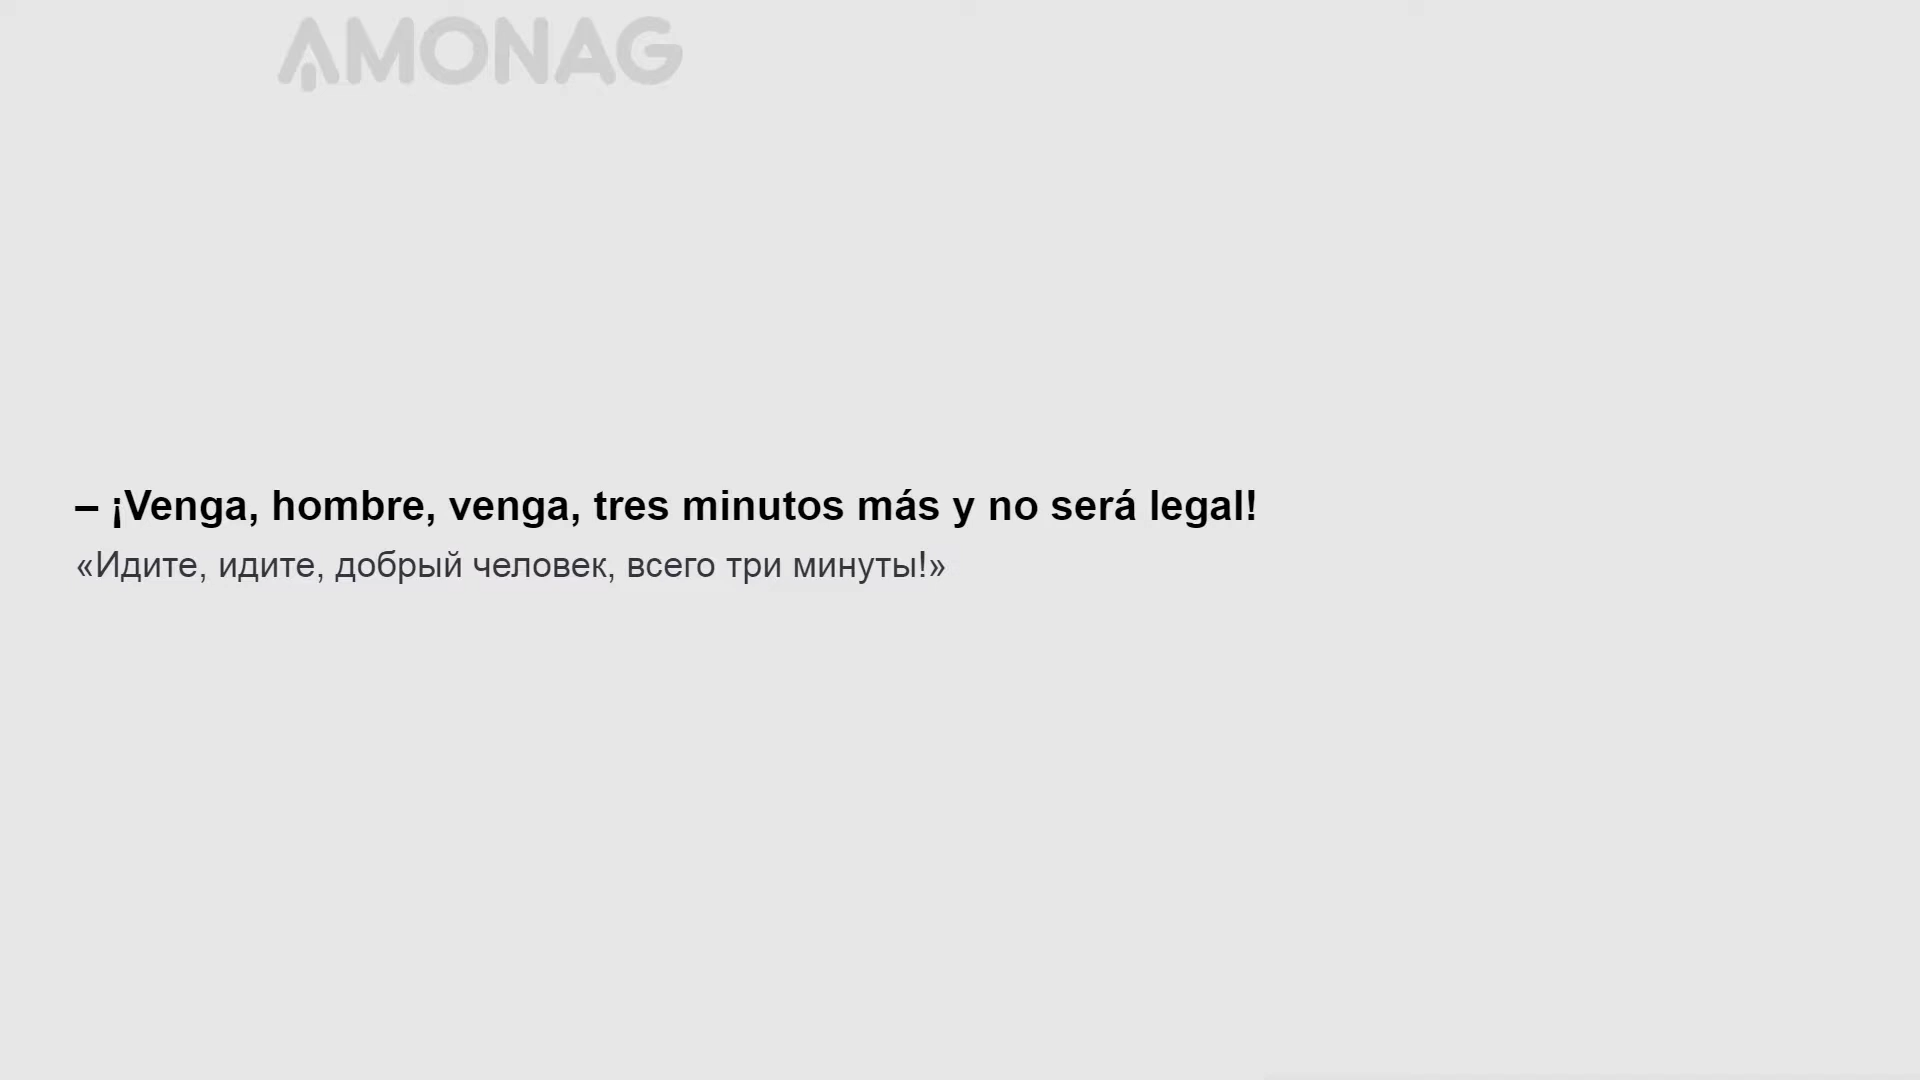 AMONAG
– ¡Venga, hombre, venga, tres minutos más y no será legal!
«Идите, идите, добрый человек, всего три минуты!»